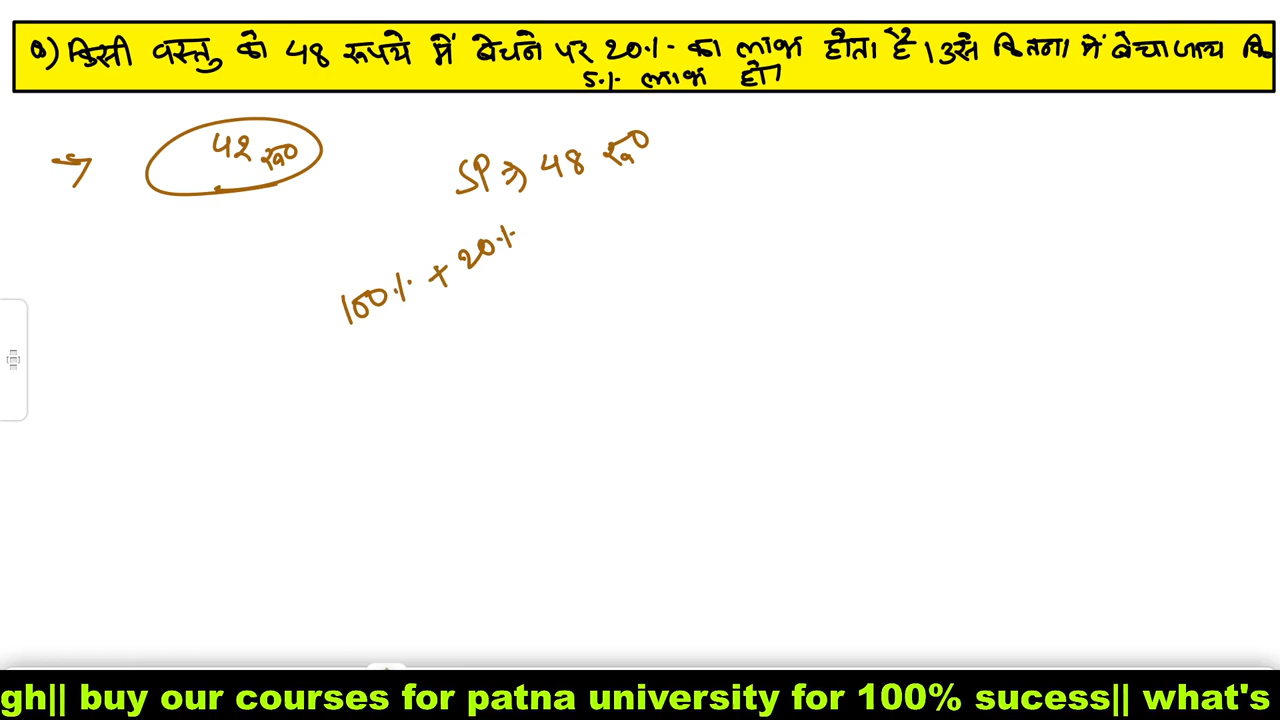 Q) किसी वस्तु को 48 रूपये में बेचने पर 20% का लाभ होता है। उसे कितना में बेचा जाय कि
5% लाभ हो।
→ 42 रू०
SP → 48 रू०
100% + 20%
gh|| buy our courses for patna university for 100% sucess|| what's